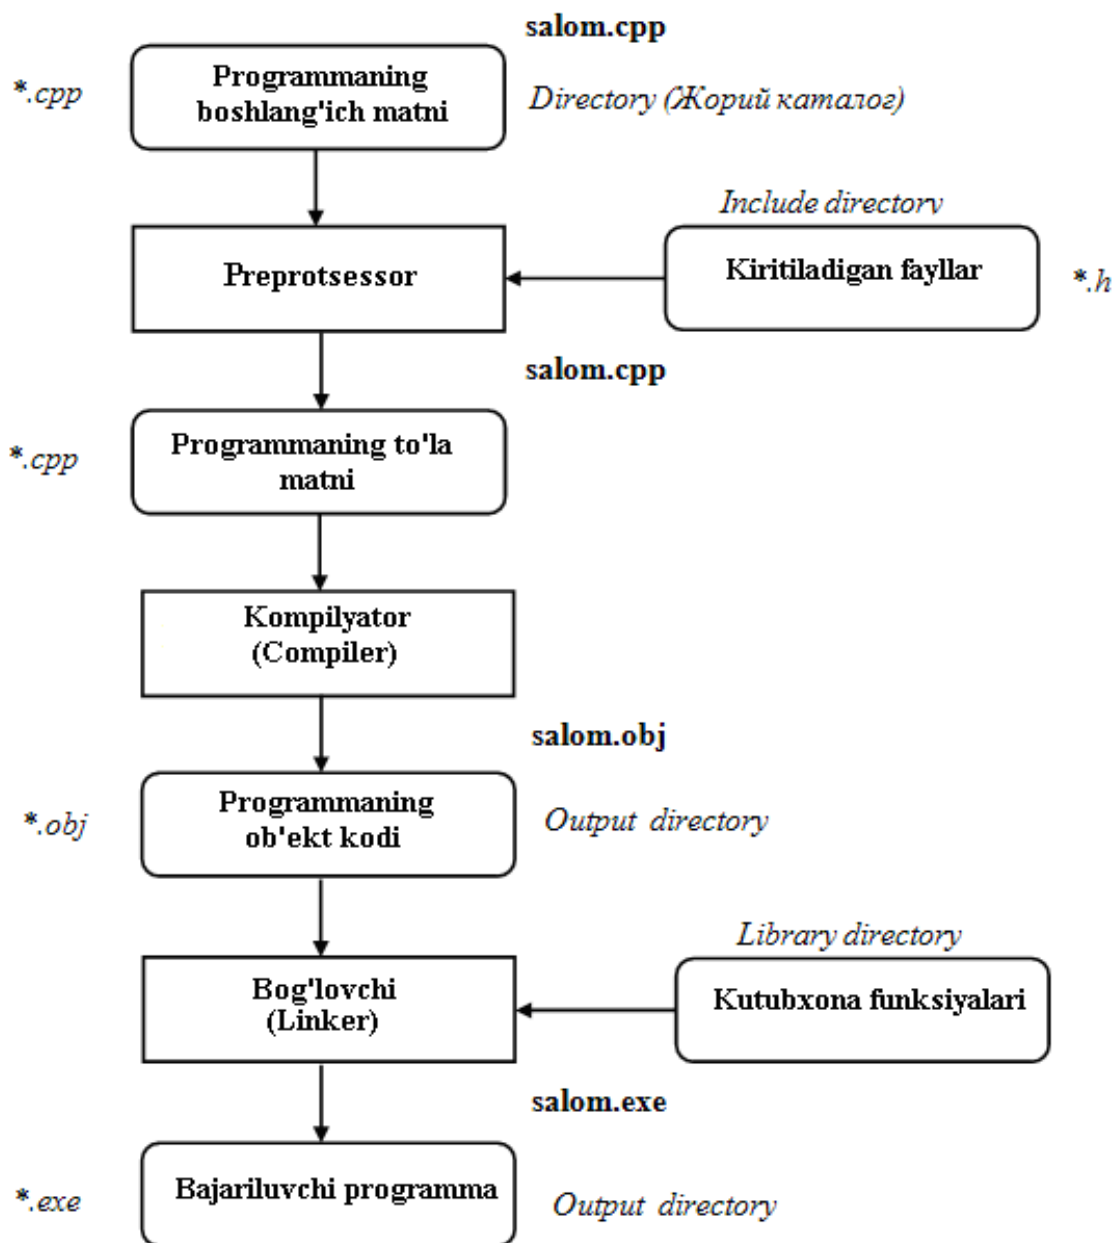 salom.cpp
*.cpp
Programmaning
boshlang'ich matni
Directory (Жорий каталог)
Include directory
Preprotsessor
Kiritiladigan fayllar
*.h
salom.cpp
*.cpp
Programmaning to'la
matni
Kompilyator
(Compiler)
salom.obj
*.obj
Programmaning
ob'ekt kodi
Output directory
Library directory
Bog'lovchi
(Linker)
Kutubxona funksiyalari
salom.exe
*.exe
Bajariluvchi programma
Output directory